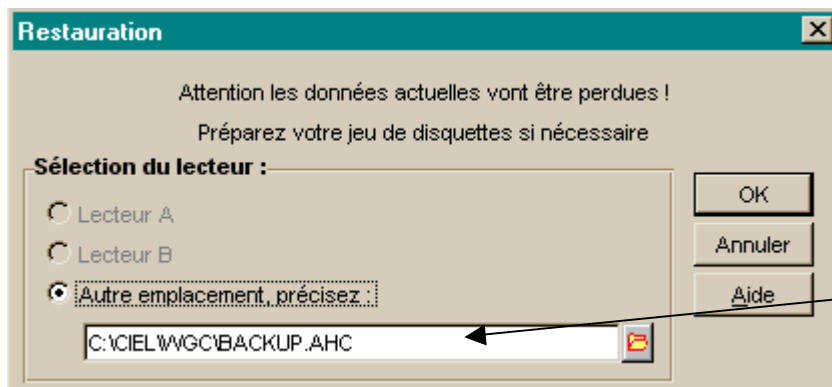 Restauration
Attention les données actuelles vont être perdues !
Préparez votre jeu de disquettes si nécessaire
Sélection du lecteur :
Lecteur A
Lecteur B
Autre emplacement, précisez :
C:\CIEL\WGC\BACKUP.AHC
OK
Annuler
Aide